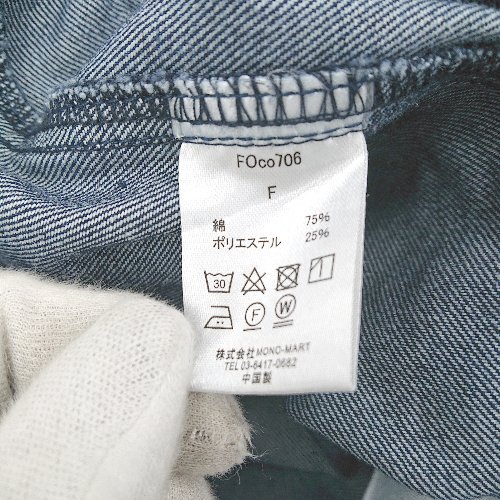 FOco706
F
綿 75%
ポリエステル 25%
30
F W
株式会社MONO-MART
TEL 03-6417-0682
中国製